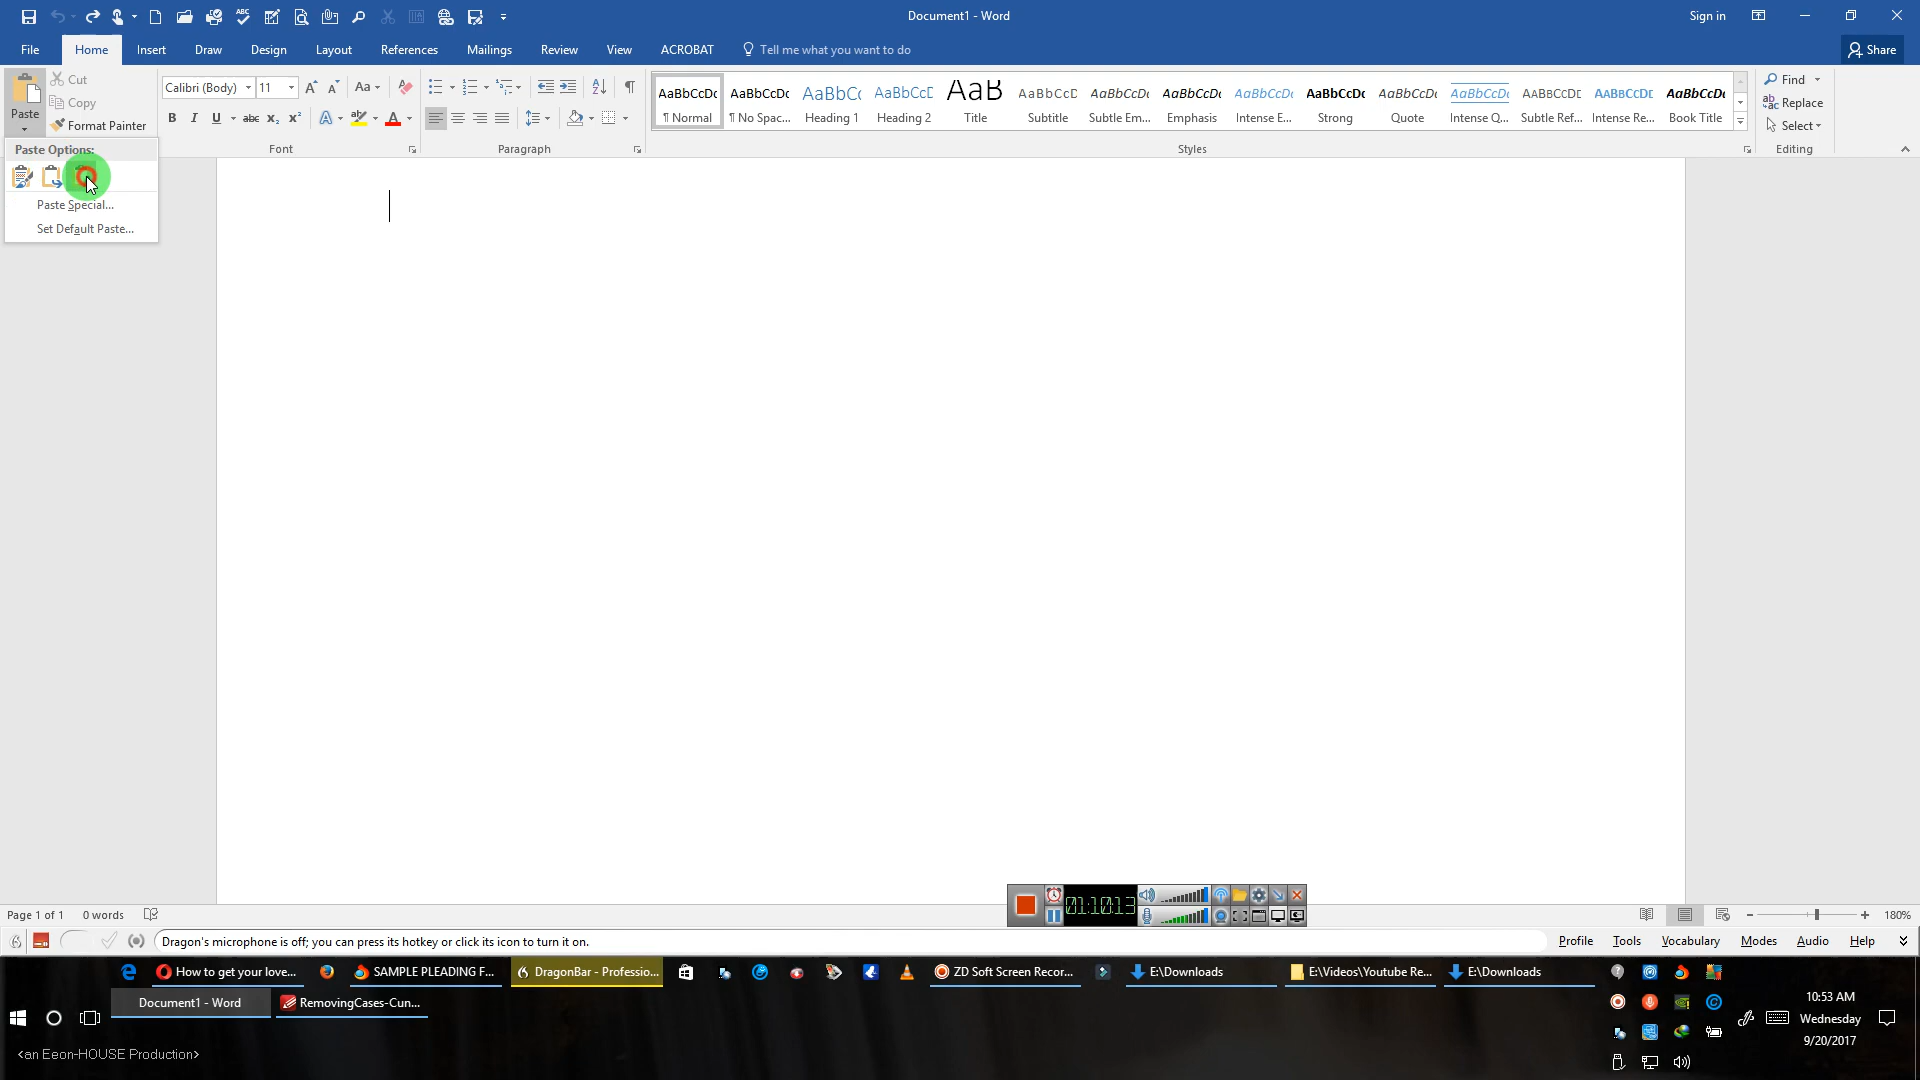 Document1 - Word
Sign in
File
Home
Insert
Draw
Design
Layout
References
Mailings
Review
View
ACROBAT
Tell me what you want to do
Share
Paste
Cut
Copy
Format Painter
Calibri (Body)
11
Font
Paragraph
AaBbCcDc
¶ Normal
AaBbCcDc
¶ No Spac...
AaBbCc
Heading 1
AaBbCcE
Heading 2
AaB
Title
AaBbCcD
Subtitle
AaBbCcDc
Subtle Em...
AaBbCcDc
Emphasis
AaBbCcDc
Intense E...
AaBbCcDc
Strong
AaBbCcDc
Quote
AaBbCcDc
Intense Q...
AABBCCDE
Subtle Ref...
AABBCCDE
Intense Re...
AaBbCcDc
Book Title
Styles
Find
Replace
Select
Editing
Paste Options:
Paste Special...
Set Default Paste...
01:10:13
Page 1 of 1
0 words
180%
Dragon's microphone is off; you can press its hotkey or click its icon to turn it on.
Profile
Tools
Vocabulary
Modes
Audio
Help
How to get your love...
SAMPLE PLEADING F...
DragonBar - Professio...
ZD Soft Screen Recor...
E:\Downloads
E:\Videos\Youtube Re...
E:\Downloads
Document1 - Word
RemovingCases-Cun...
10:53 AM
Wednesday
9/20/2017
<an Eeon-HOUSE Production>